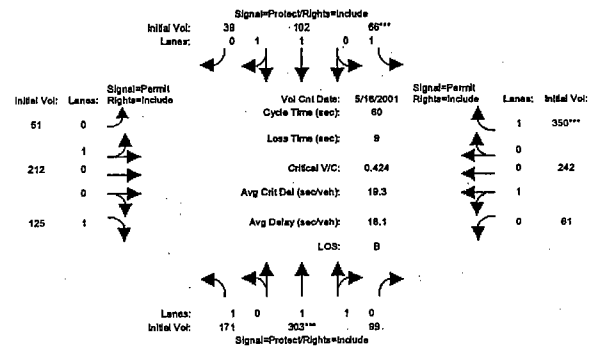 Signal=Protect/Rights=Include
Initial Vol: 39 102 66***
Lanes: 0 1 1 0 1
Signal=Permit
Initial Vol: Lanes: Rights=Include
Vol Cnt Date: 5/16/2001
Signal=Permit
Rights=Include Lanes: Initial Vol:
Cycle Time (sec): 60
51 0
1 350***
Loss Time (sec): 9
1
0
212 0
Critical V/C: 0.424
0 242
0
Avg Crit Del (sec/veh): 19.3
1
125 1
Avg Delay (sec/veh): 18.1
0 61
LOS: B
Lanes: 1 0 1 1 0
Initial Vol: 171 303*** 99
Signal=Protect/Rights=Include